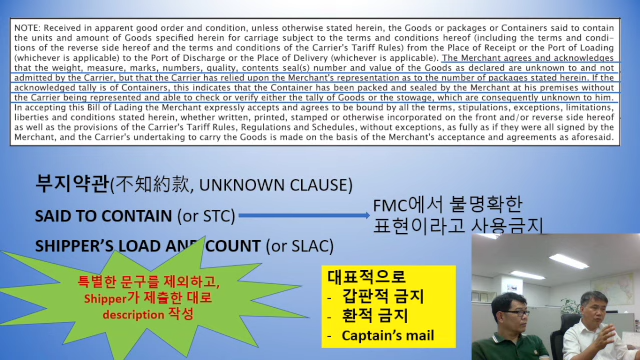 NOTE: Received in apparent good order and condition, unless otherwise stated herein, the Goods or packages or Containers said to contain
the units and amount of Goods specified herein for carriage subject to the terms and conditions hereof (including the terms and condi-
tions of the reverse side hereof and the terms and conditions of the Carrier's Tariff Rules) from the Place of Receipt or the Port of Loading
(whichever is applicable) to the Port of Discharge or the Place of Delivery (whichever is applicable). The Merchant agrees and acknowledges
that the weight, measure, marks, numbers, quality, contents seal(s) number and value of the Goods as declared are unknown to and not
admitted by the Carrier, but that the Carrier has relied upon the Merchant's representation as to the number of packages stated herein. If the
acknowledged tally is of Containers, this indicates that the Container has been packed and sealed by the Merchant at his premises without
the Carrier being represented and able to check or verify either the tally of Goods or the stowage, which are consequently unknown to him.
In accepting this Bill of Lading the Merchant expressly accepts and agrees to be bound by all the terms, stipulations, exceptions, limitations,
liberties and conditions stated herein, whether written, printed, stamped or otherwise incorporated on the front and/or reverse side hereof
as well as the provisions of the Carrier's Tariff Rules, Regulations and Schedules, without exceptions, as fully as if they were all signed by the
Merchant, and the Carrier's undertaking to carry the Goods is made on the basis of the Merchant's acceptance and agreements as aforesaid.
부지약관(不知約款, UNKNOWN CLAUSE)
SAID TO CONTAIN (or STC)
FMC에서 불명확한
표현이라고 사용금지
SHIPPER'S LOAD AND COUNT (or SLAC)
특별한 문구를 제외하고,
Shipper가 제출한 대로
description 작성
대표적으로
- 갑판적 금지
- 환적 금지
- Captain's mail